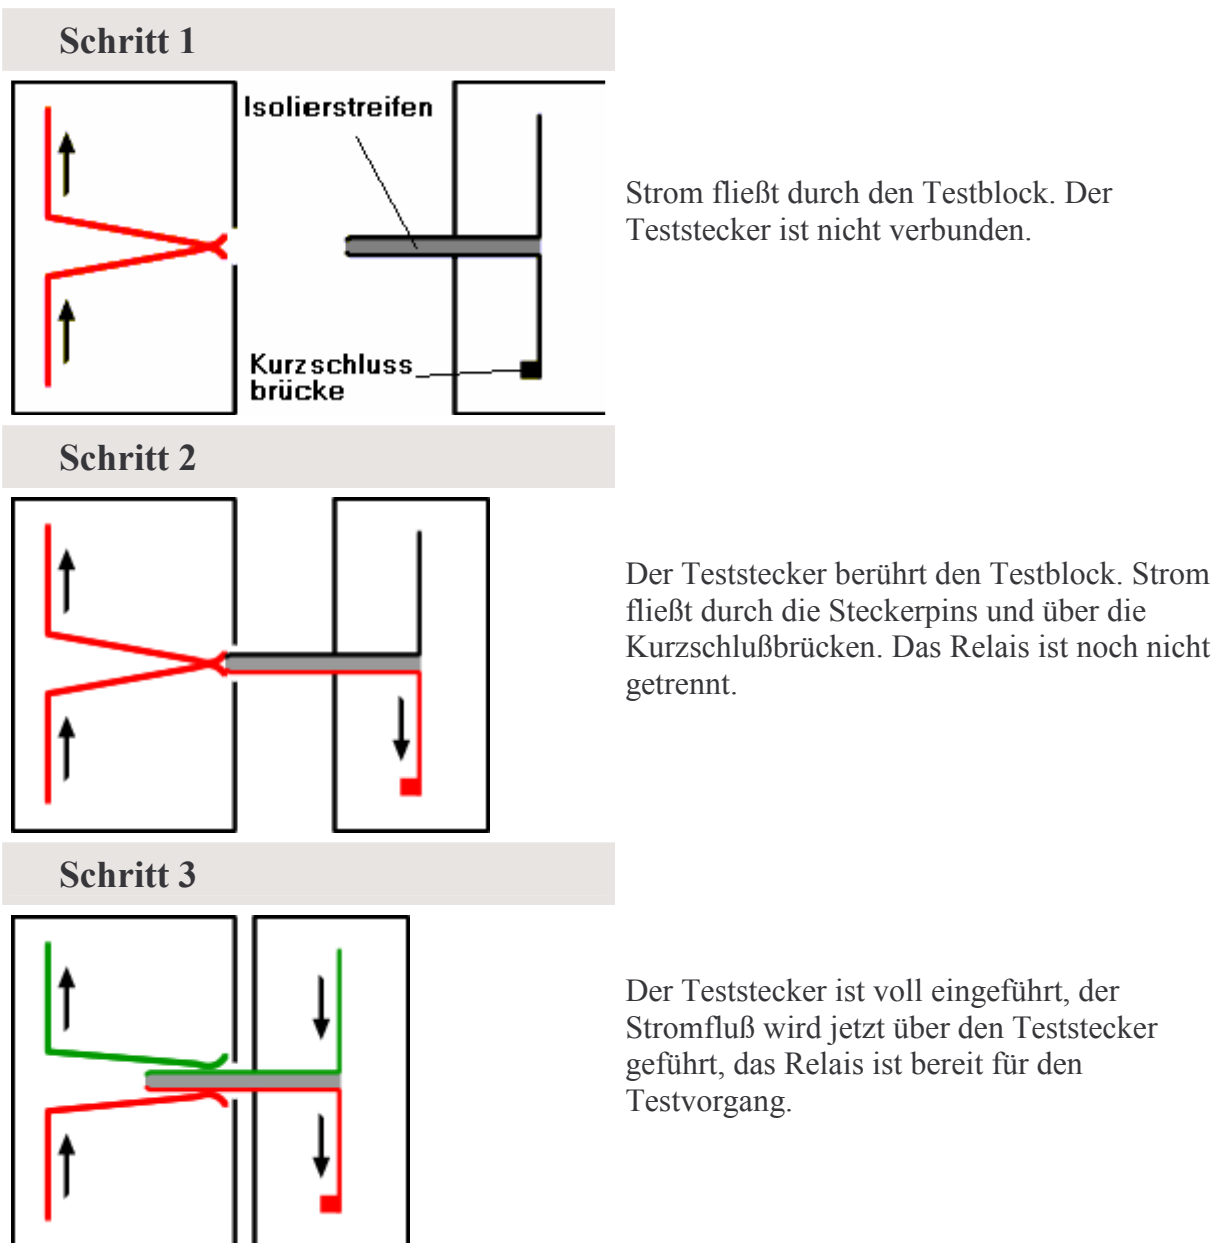 Schritt 1
Isolierstreifen
Kurzschluss
brücke
Strom fließt durch den Testblock. Der
Teststecker ist nicht verbunden.
Schritt 2
Der Teststecker berührt den Testblock. Strom
fließt durch die Steckerpins und über die
Kurzschlußbrücken. Das Relais ist noch nicht
getrennt.
Schritt 3
Der Teststecker ist voll eingeführt, der
Stromfluß wird jetzt über den Teststecker
geführt, das Relais ist bereit für den
Testvorgang.